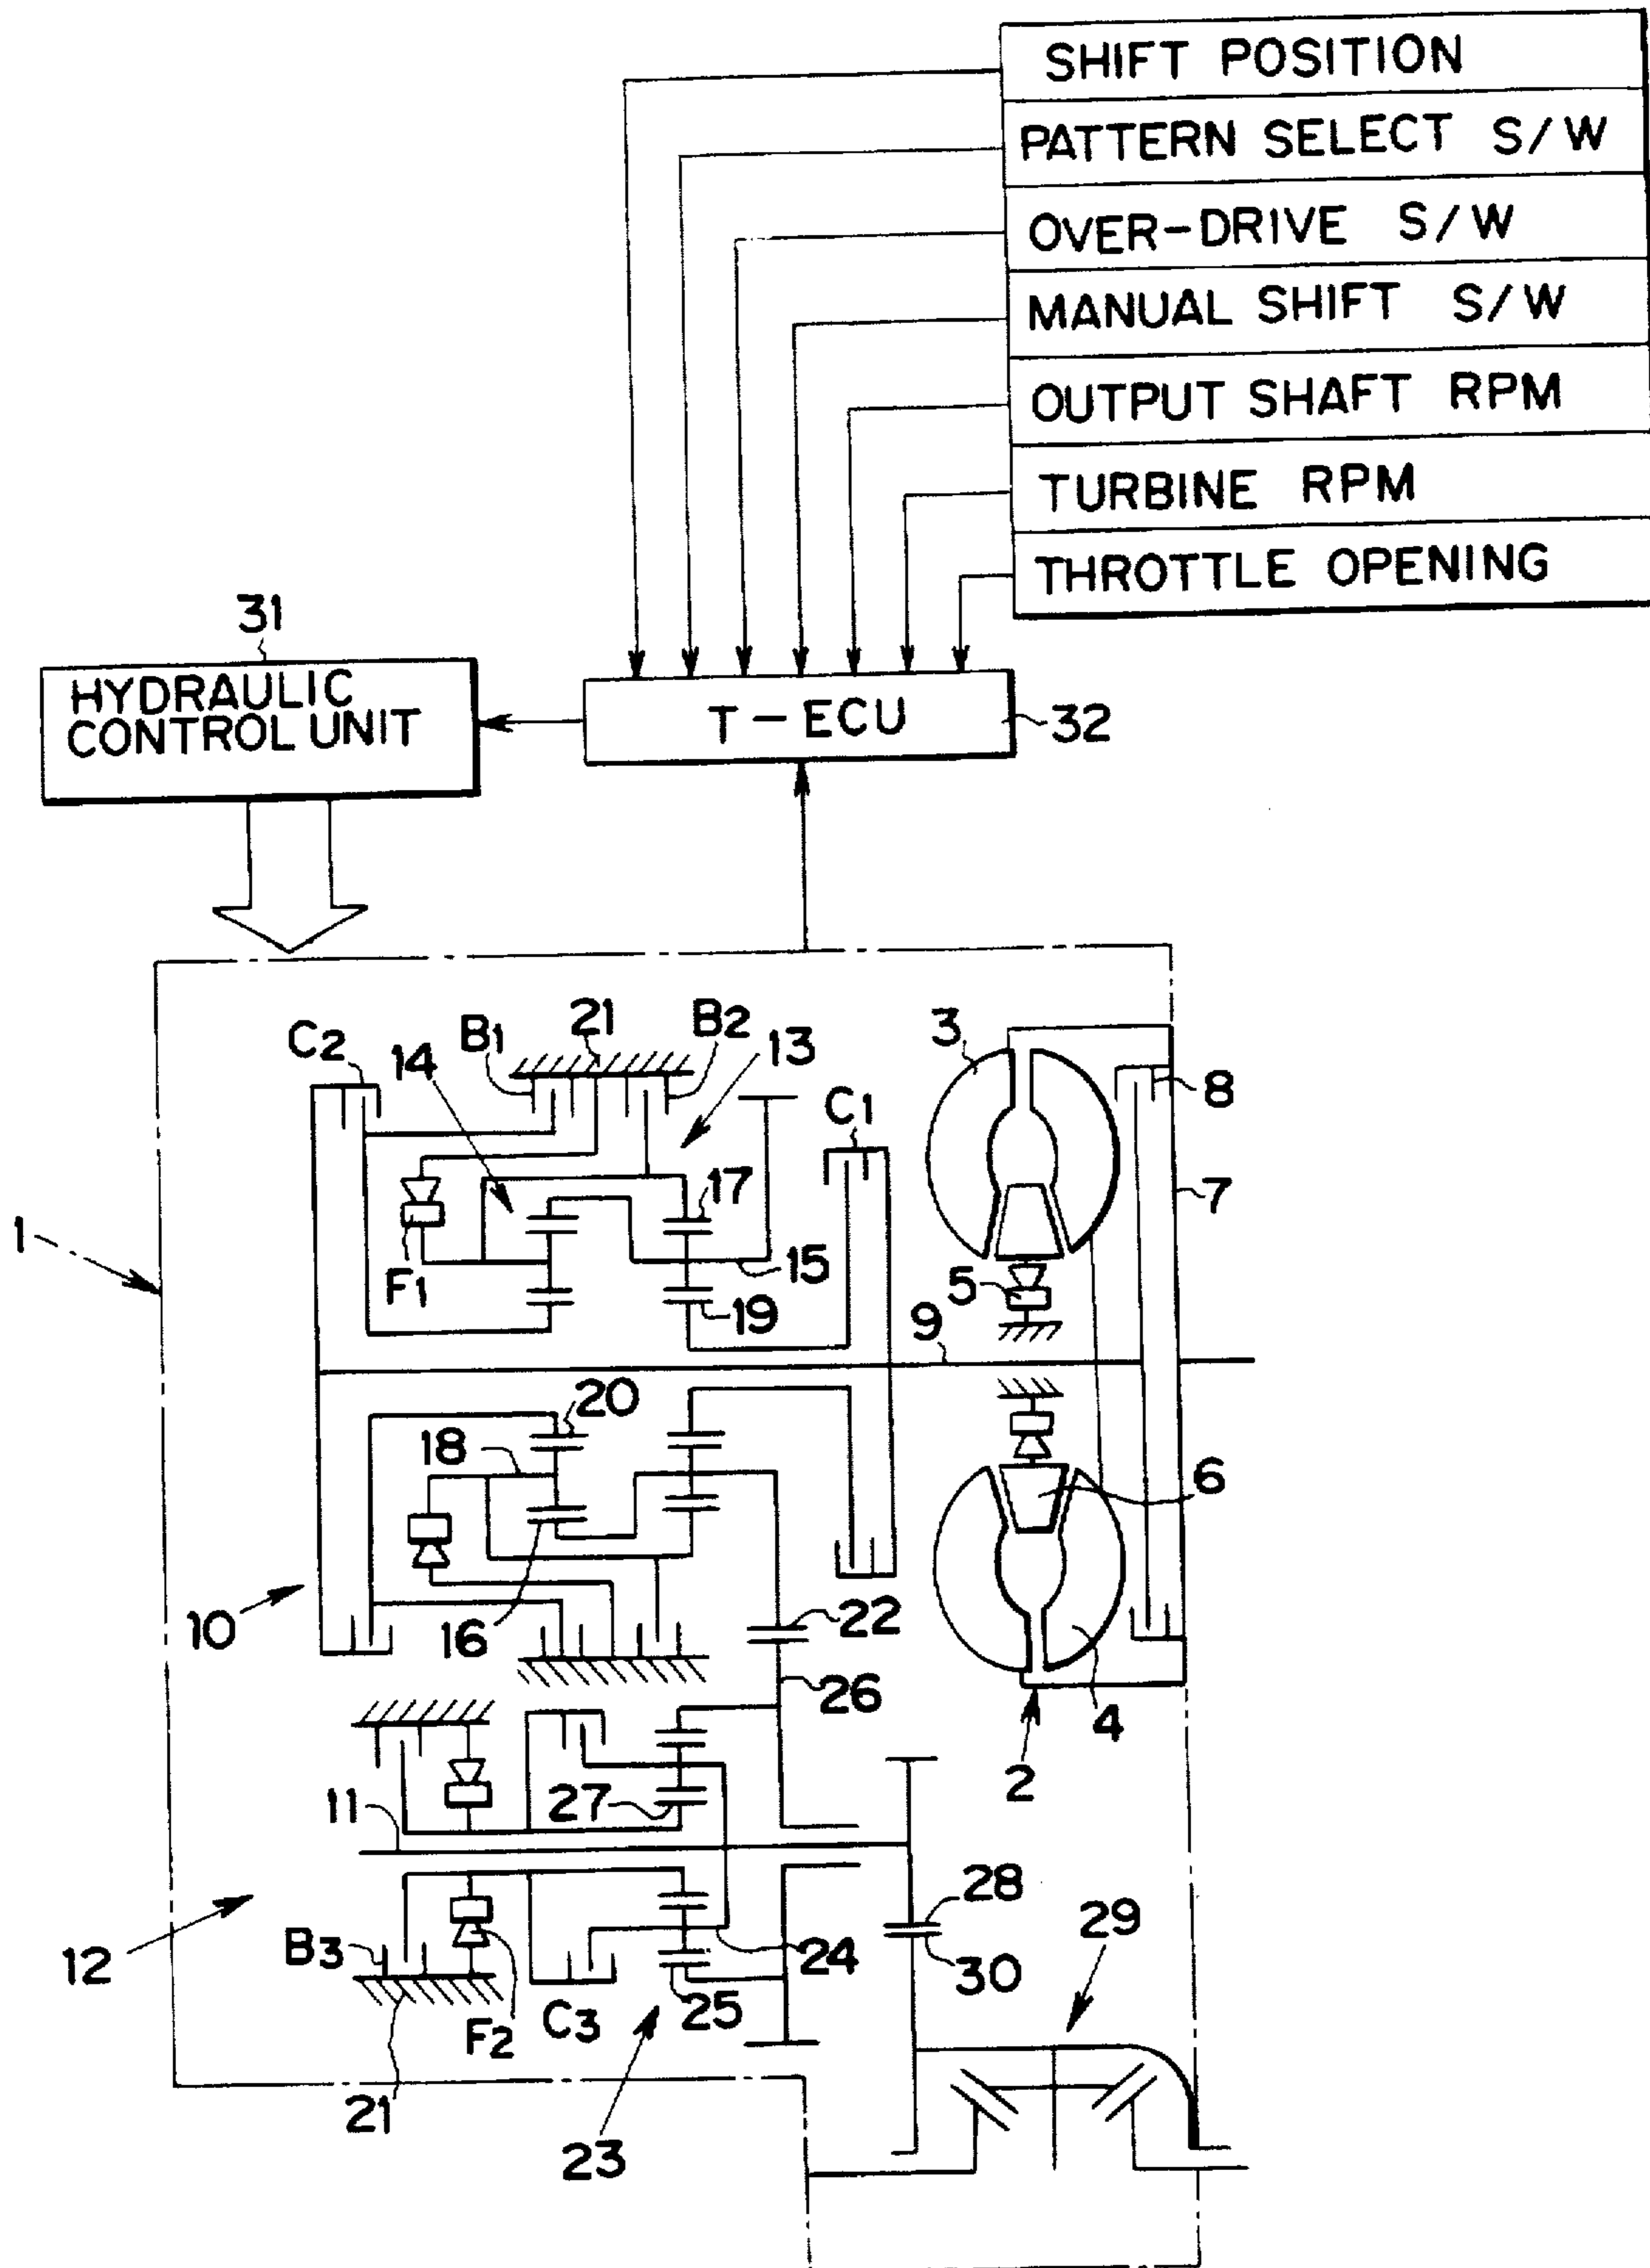 SHIFT POSITION
PATTERN SELECT S/W
OVER-DRIVE S/W
MANUAL SHIFT S/W
OUTPUT SHAFT RPM
TURBINE RPM
THROTTLE OPENING
31
HYDRAULIC
CONTROL UNIT
T-ECU
32
C2
B1
21
B2
13
3
14
8
C1
17
7
1
F1
15
5
19
9
20
18
6
10
16
22
26
4
2
27
11
28
29
12
B3
24
30
25
F2
C3
21
23